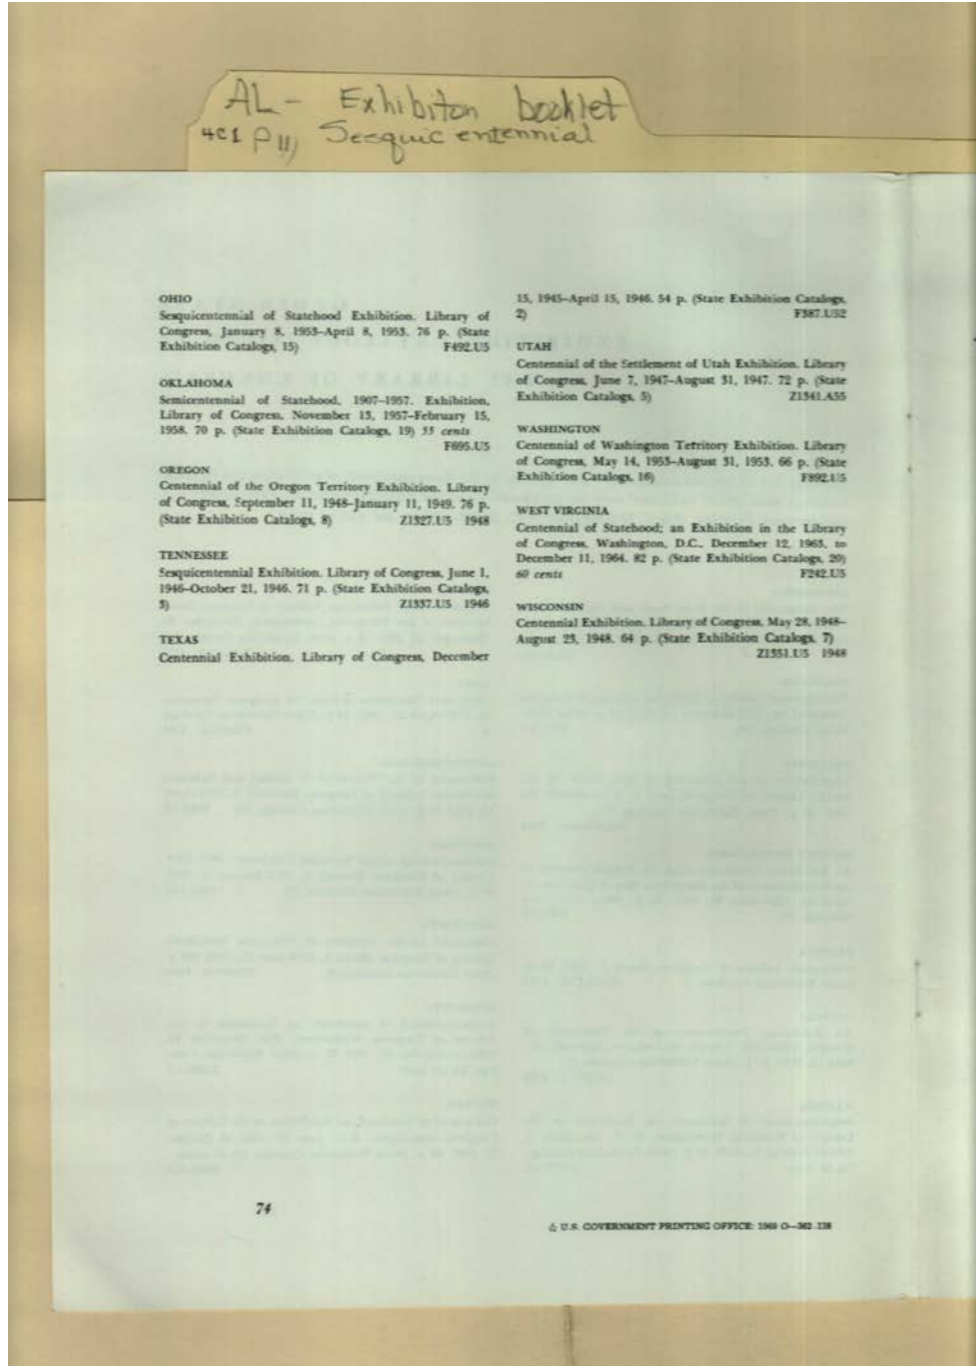 AL- Exhibiton booklet
4C1 P 11, Sesquicentennial
OHIO
Sesquicentennial of Statehood Exhibition. Library of
Congress, January 8, 1953–April 8, 1953. 76 p. (State
Exhibition Catalogs, 15) F492.U5
OKLAHOMA
Semicentennial of Statehood, 1907–1957. Exhibition,
Library of Congress, November 15, 1957–February 15,
1958. 70 p. (State Exhibition Catalogs, 19) 55 cents
F695.U5
OREGON
Centennial of the Oregon Territory Exhibition. Library
of Congress, September 11, 1948–January 11, 1949. 76 p.
(State Exhibition Catalogs, 8) Z1327.U5 1948
TENNESSEE
Sesquicentennial Exhibition. Library of Congress, June 1,
1946–October 21, 1946. 71 p. (State Exhibition Catalogs,
3) Z1337.U5 1946
TEXAS
Centennial Exhibition. Library of Congress, December
15, 1945–April 15, 1946. 54 p. (State Exhibition Catalogs,
2) F387.U52
UTAH
Centennial of the Settlement of Utah Exhibition. Library
of Congress, June 7, 1947–August 31, 1947. 72 p. (State
Exhibition Catalogs, 5) Z1341.A55
WASHINGTON
Centennial of Washington Territory Exhibition. Library
of Congress, May 14, 1953–August 31, 1953. 66 p. (State
Exhibition Catalogs, 16) F892.U5
WEST VIRGINIA
Centennial of Statehood; an Exhibition in the Library
of Congress, Washington, D.C., December 12, 1963, to
December 11, 1964. 82 p. (State Exhibition Catalogs, 20)
60 cents F242.U5
WISCONSIN
Centennial Exhibition. Library of Congress, May 28, 1948–
August 23, 1948. 64 p. (State Exhibition Catalogs, 7)
Z1351.U5 1948
74
☆ U.S. GOVERNMENT PRINTING OFFICE: 1969 O—362-138